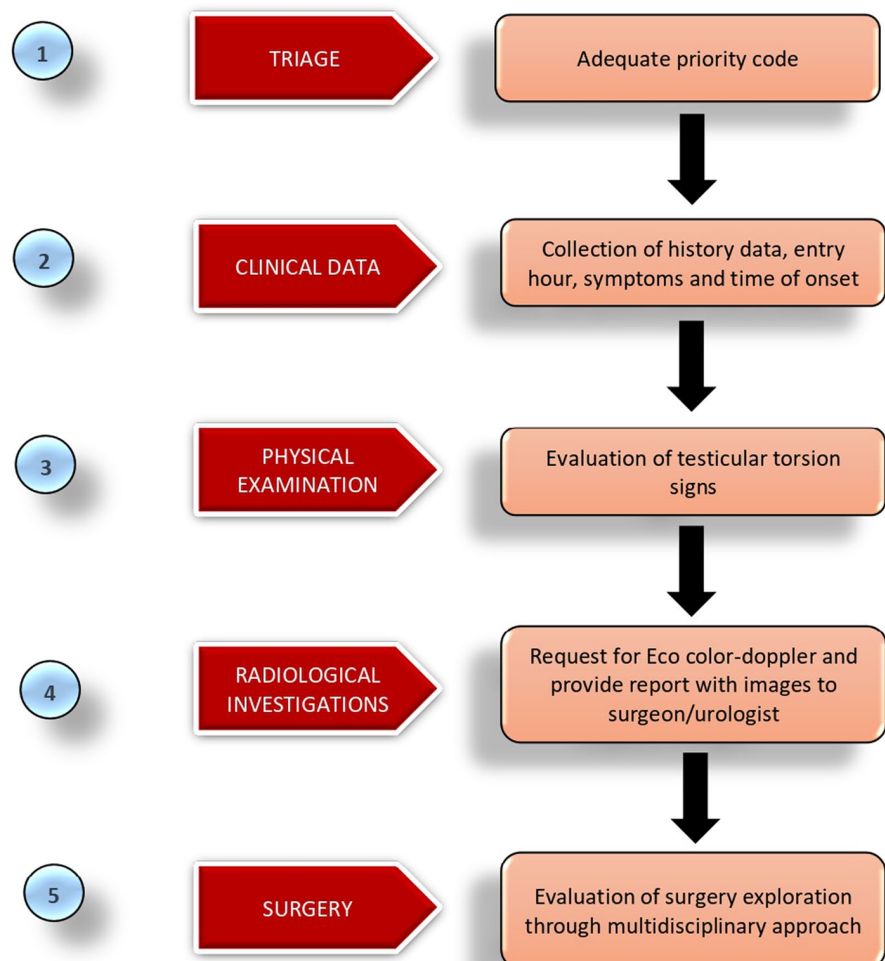 1
TRIAGE
Adequate priority code
2
CLINICAL DATA
Collection of history data, entry
hour, symptoms and time of onset
3
PHYSICAL
EXAMINATION
Evaluation of testicular torsion
signs
4
RADIOLOGICAL
INVESTIGATIONS
Request for Eco color-doppler and
provide report with images to
surgeon/urologist
5
SURGERY
Evaluation of surgery exploration
through multidisciplinary approach